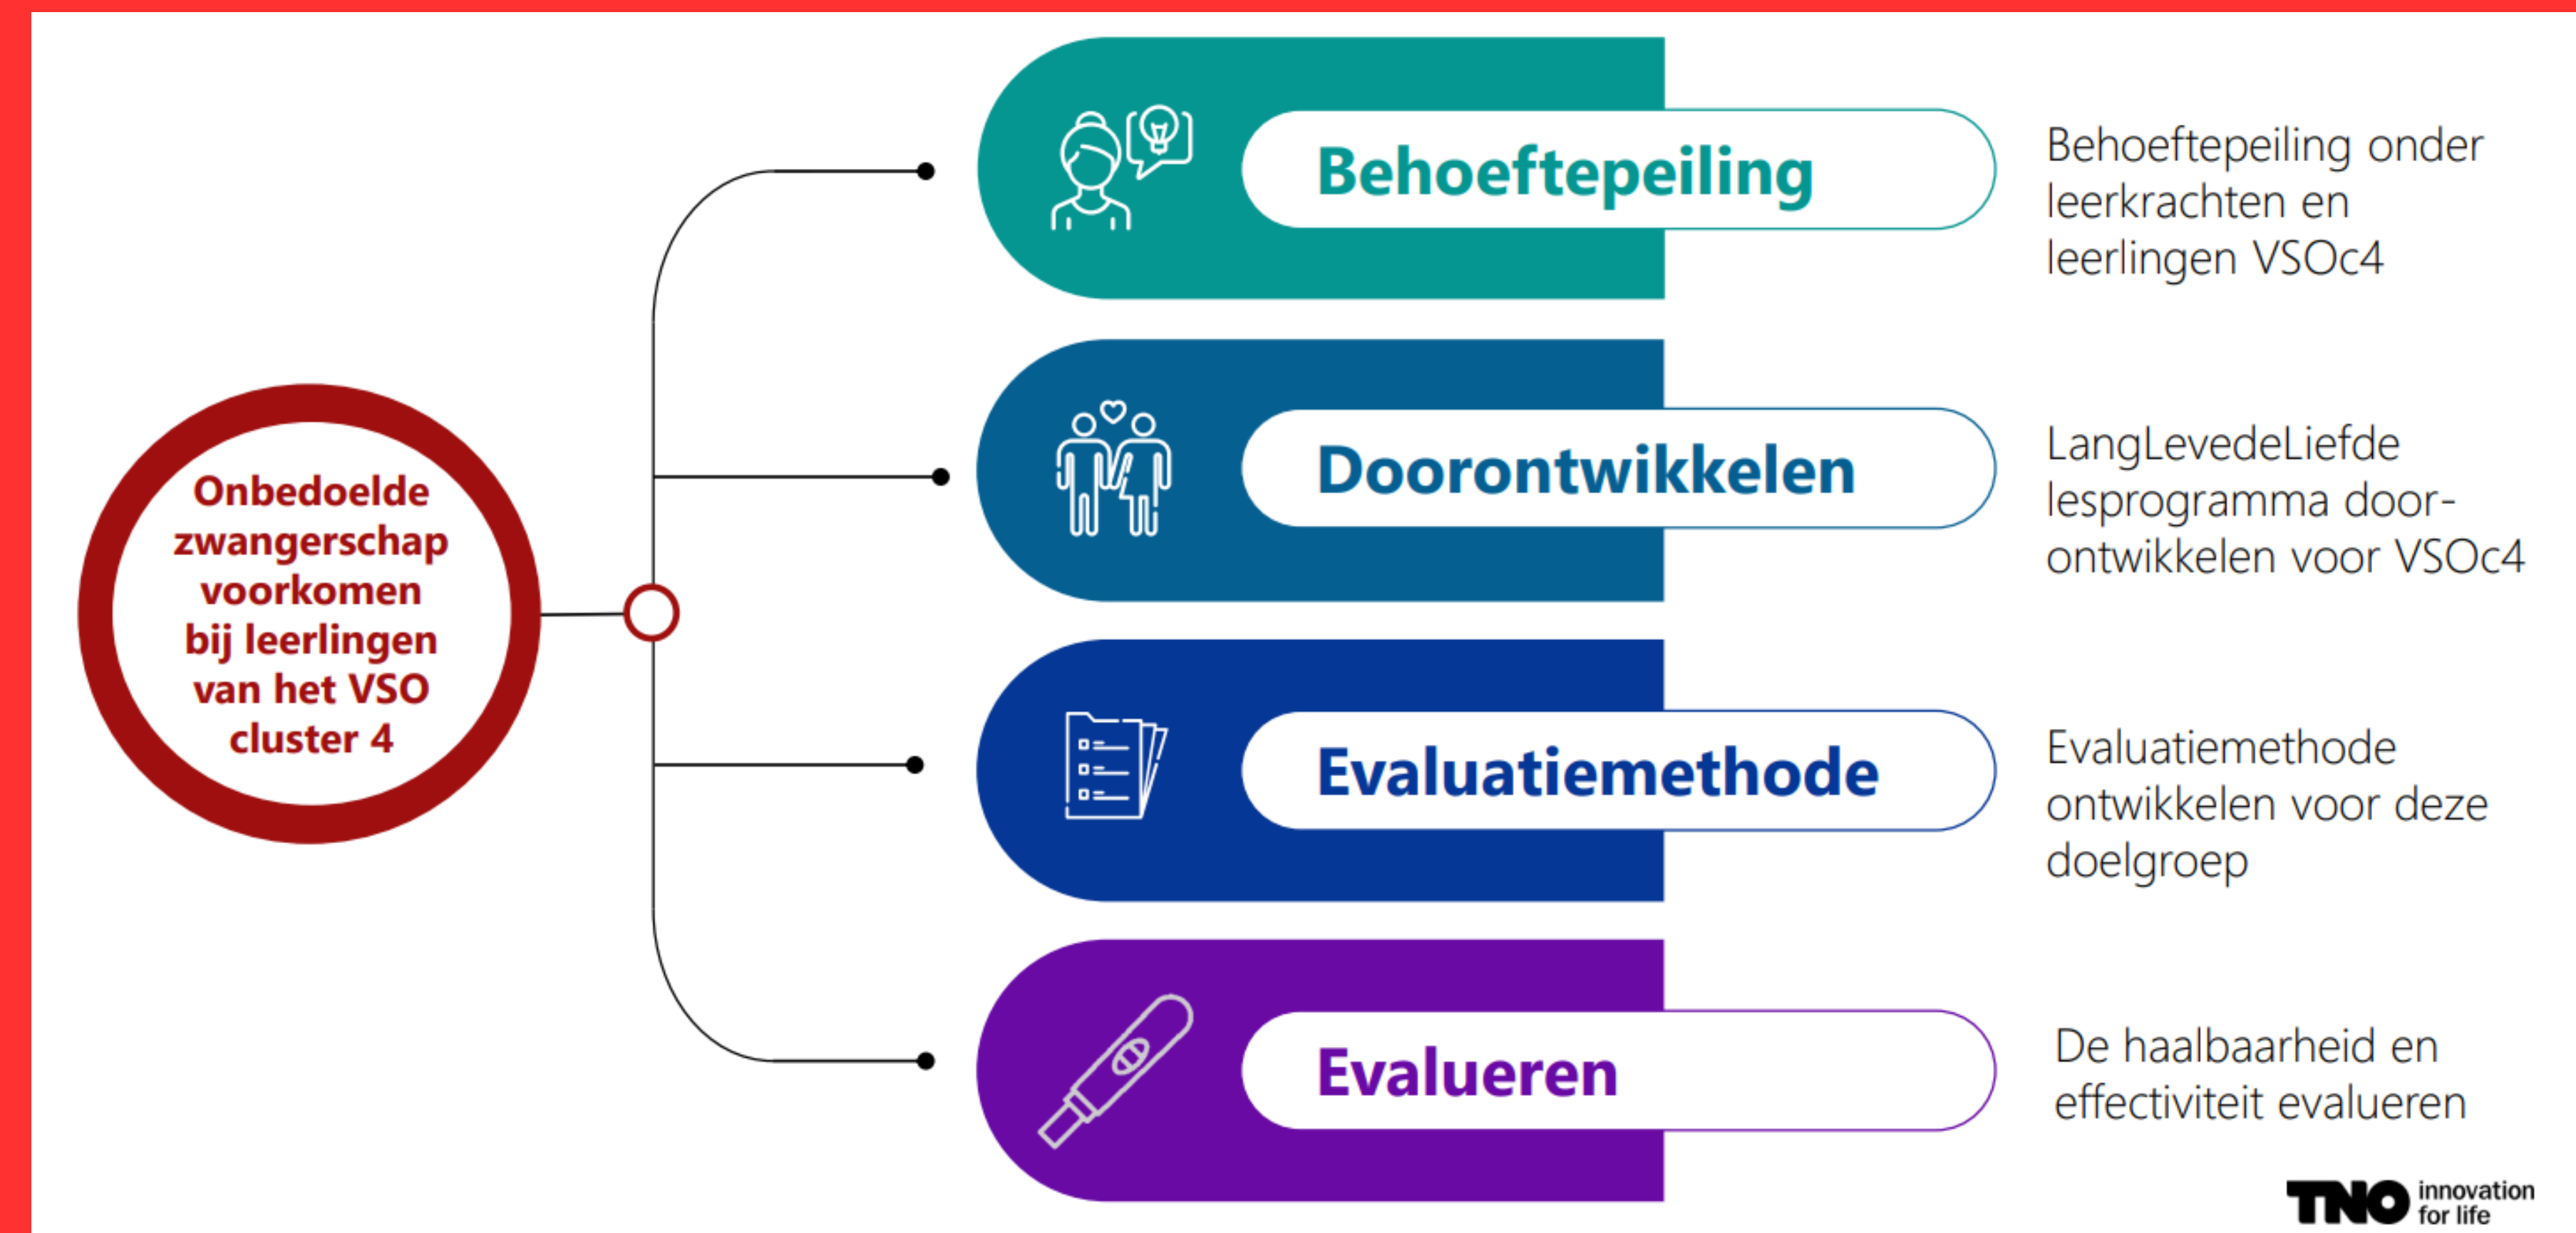 Onbedoelde
zwangerschap
voorkomen
bij leerlingen
van het VSO
cluster 4
Behoeftepeiling
Behoeftepeiling onder
leerkrachten en
leerlingen VSOc4
Doorontwikkelen
LangLevedeLiefde
lesprogramma door-
ontwikkelen voor VSOc4
Evaluatiemethode
Evaluatiemethode
ontwikkelen voor deze
doelgroep
Evalueren
De haalbaarheid en
effectiviteit evalueren
TNO innovation
for life